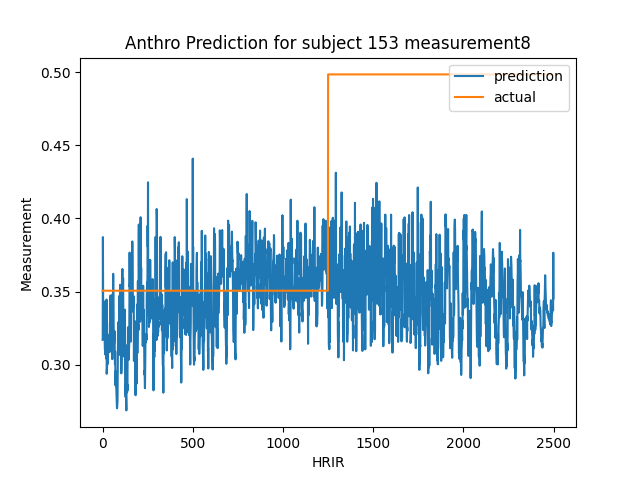 Anthro Prediction for subject 153 measurement8
prediction
actual
Measurement
0.50
0.45
0.40
0.35
0.30
0
500
1000
1500
2000
2500
HRIR